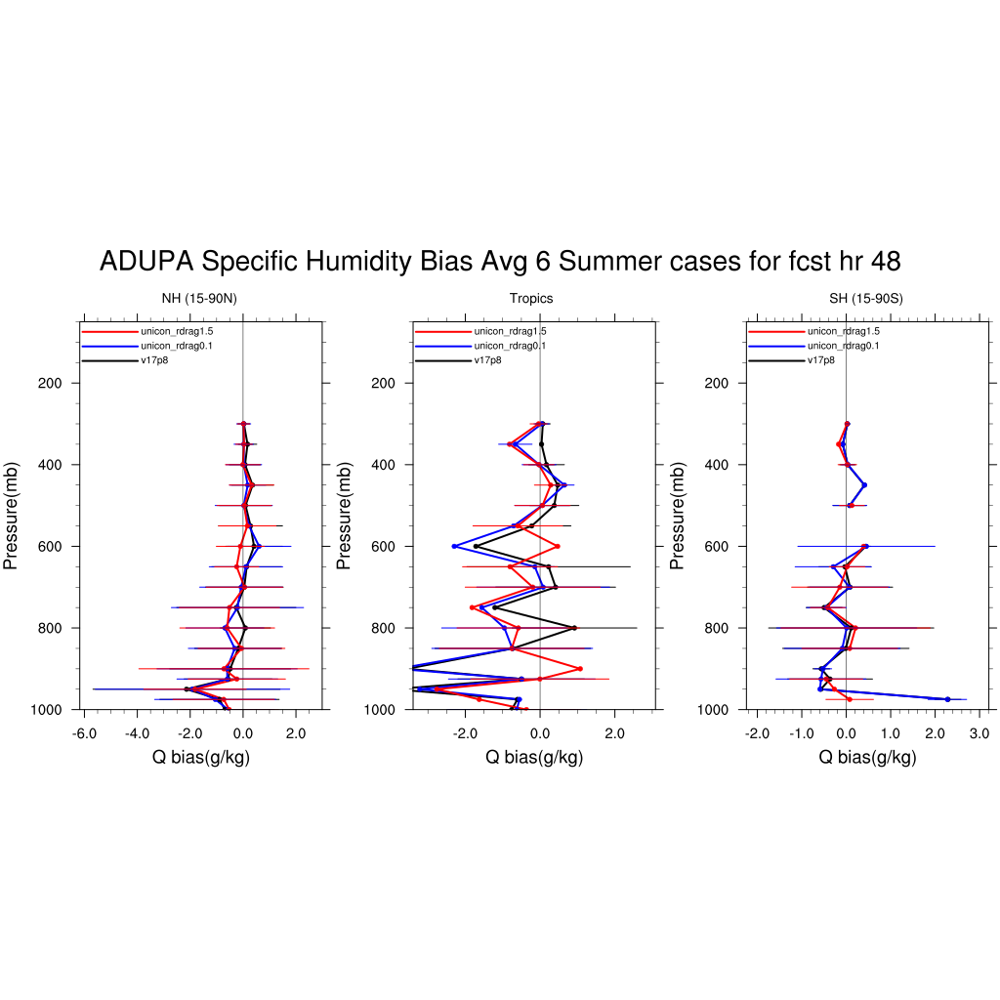 ADUPA Specific Humidity Bias Avg 6 Summer cases for fcst hr 48
NH (15-90N)
unicon_rdrag1.5
unicon_rdrag0.1
v17p8
Pressure(mb)
200
400
600
800
1000
-6.0 -4.0 -2.0 0.0 2.0
Q bias(g/kg)
Tropics
unicon_rdrag1.5
unicon_rdrag0.1
v17p8
Pressure(mb)
200
400
600
800
1000
-2.0 0.0 2.0
Q bias(g/kg)
SH (15-90S)
unicon_rdrag1.5
unicon_rdrag0.1
v17p8
Pressure(mb)
200
400
600
800
1000
-2.0 -1.0 0.0 1.0 2.0 3.0
Q bias(g/kg)